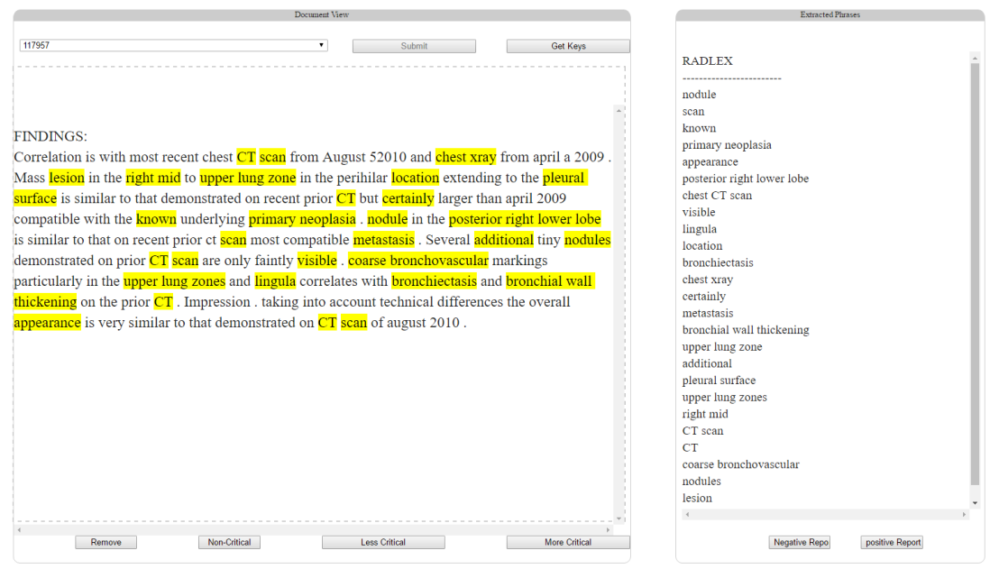 Document View
117957
Submit
Get Keys
FINDINGS:
Correlation is with most recent chest CT scan from August 52010 and chest xray from april a 2009 .
Mass lesion in the right mid to upper lung zone in the perihilar location extending to the pleural
surface is similar to that demonstrated on recent prior CT but certainly larger than april 2009
compatible with the known underlying primary neoplasia . nodule in the posterior right lower lobe
is similar to that on recent prior ct scan most compatible metastasis . Several additional tiny nodules
demonstrated on prior CT scan are only faintly visible . coarse bronchovascular markings
particularly in the upper lung zones and lingula correlates with bronchiectasis and bronchial wall
thickening on the prior CT . Impression . taking into account technical differences the overall
appearance is very similar to that demonstrated on CT scan of august 2010 .
Remove
Non-Critical
Less Critical
More Critical
Extracted Phrases
RADLEX
------------------------
nodule
scan
known
primary neoplasia
appearance
posterior right lower lobe
chest CT scan
visible
lingula
location
bronchiectasis
chest xray
certainly
metastasis
bronchial wall thickening
upper lung zone
additional
pleural surface
upper lung zones
right mid
CT scan
CT
coarse bronchovascular
nodules
lesion
Negative Repo
positive Report